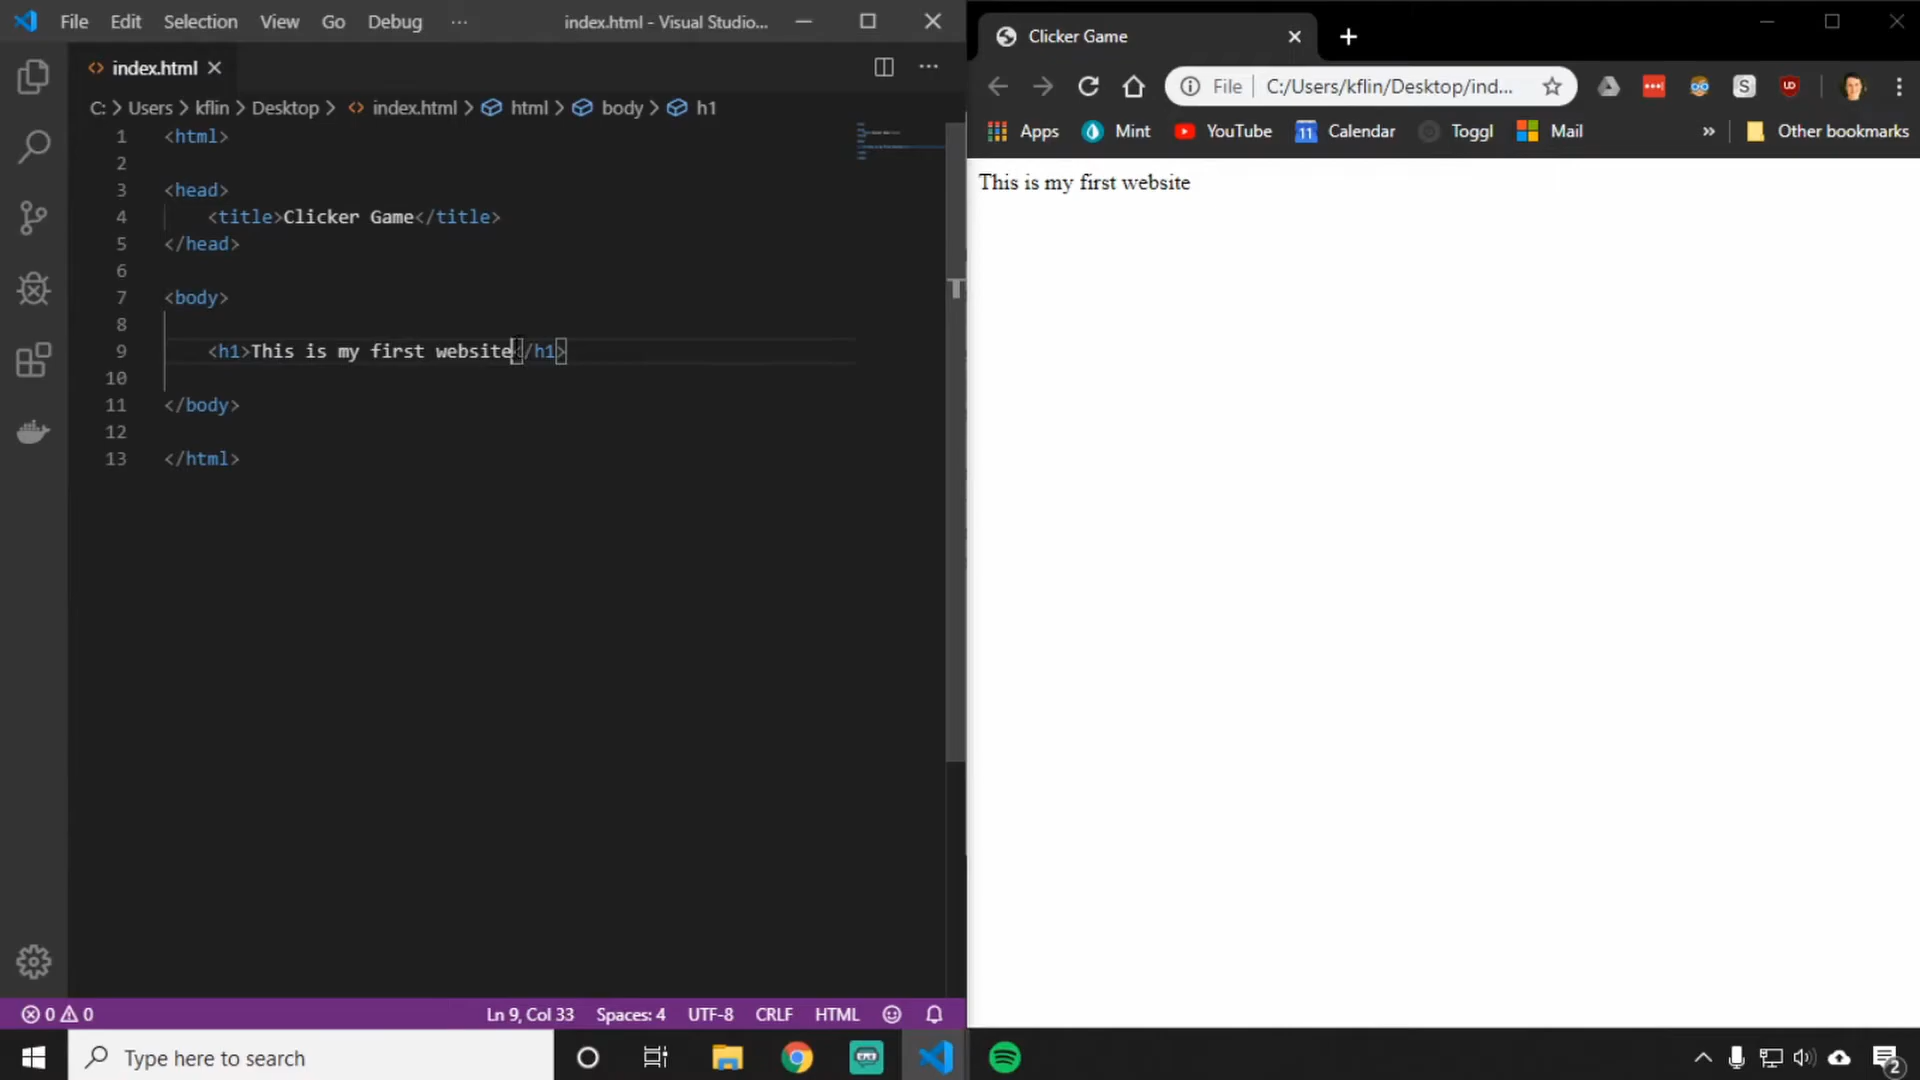 File Edit Selection View Go Debug ··· index.html - Visual Studio...
index.html
C: > Users > kflin > Desktop > index.html > html > body > h1
1 <html>
2
3 <head>
4 <title>Clicker Game</title>
5 </head>
6
7 <body>
8
9 <h1>This is my first website</h1>
10
11 </body>
12
13 </html>
0 0 Ln 9, Col 33 Spaces: 4 UTF-8 CRLF HTML
Clicker Game
File C:/Users/kflin/Desktop/ind... S UD
Apps Mint YouTube 11 Calendar Toggl Mail » Other bookmarks
This is my first website
Type here to search 2